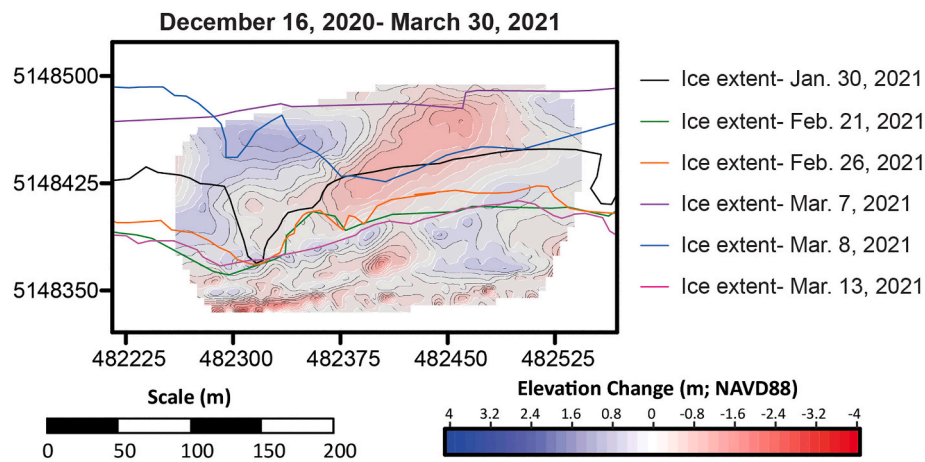 December 16, 2020- March 30, 2021
5148500
5148425
5148350
482225 482300 482375 482450 482525
Ice extent- Jan. 30, 2021
Ice extent- Feb. 21, 2021
Ice extent- Feb. 26, 2021
Ice extent- Mar. 7, 2021
Ice extent- Mar. 8, 2021
Ice extent- Mar. 13, 2021
Scale (m)
0 50 100 150 200
Elevation Change (m; NAVD88)
4 3.2 2.4 1.6 0.8 0 -0.8 -1.6 -2.4 -3.2 -4